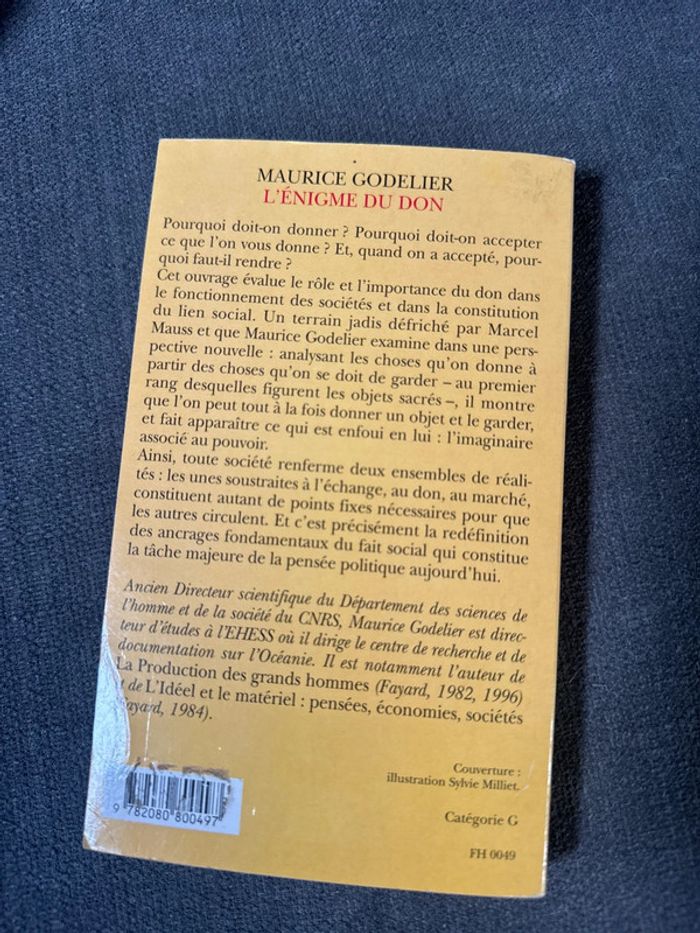 MAURICE GODELIER
L'ÉNIGME DU DON
Pourquoi doit-on donner ? Pourquoi doit-on accepter
ce que l'on vous donne ? Et, quand on a accepté, pour-
quoi faut-il rendre ?
Cet ouvrage évalue le rôle et l'importance du don dans
le fonctionnement des sociétés et dans la constitution
du lien social. Un terrain jadis défriché par Marcel
Mauss et que Maurice Godelier examine dans une pers-
pective nouvelle : analysant les choses qu'on donne à
partir des choses qu'on se doit de garder – au premier
rang desquelles figurent les objets sacrés –, il montre
que l'on peut tout à la fois donner un objet et le garder,
et fait apparaître ce qui est enfoui en lui : l'imaginaire
associé au pouvoir.
Ainsi, toute société renferme deux ensembles de réali-
tés : les unes soustraites à l'échange, au don, au marché,
constituent autant de points fixes nécessaires pour que
les autres circulent. Et c'est précisément la redéfinition
des ancrages fondamentaux du fait social qui constitue
la tâche majeure de la pensée politique aujourd'hui.
Ancien Directeur scientifique du Département des sciences de
l'homme et de la société du CNRS, Maurice Godelier est direc-
teur d'études à l'EHESS où il dirige le centre de recherche et de
documentation sur l'Océanie. Il est notamment l'auteur de
La Production des grands hommes (Fayard, 1982, 1996)
et de L'Idéel et le matériel : pensées, économies, sociétés
(Fayard, 1984).
Couverture :
illustration Sylvie Milliet.
Catégorie G
FH 0049
9 782080 800497